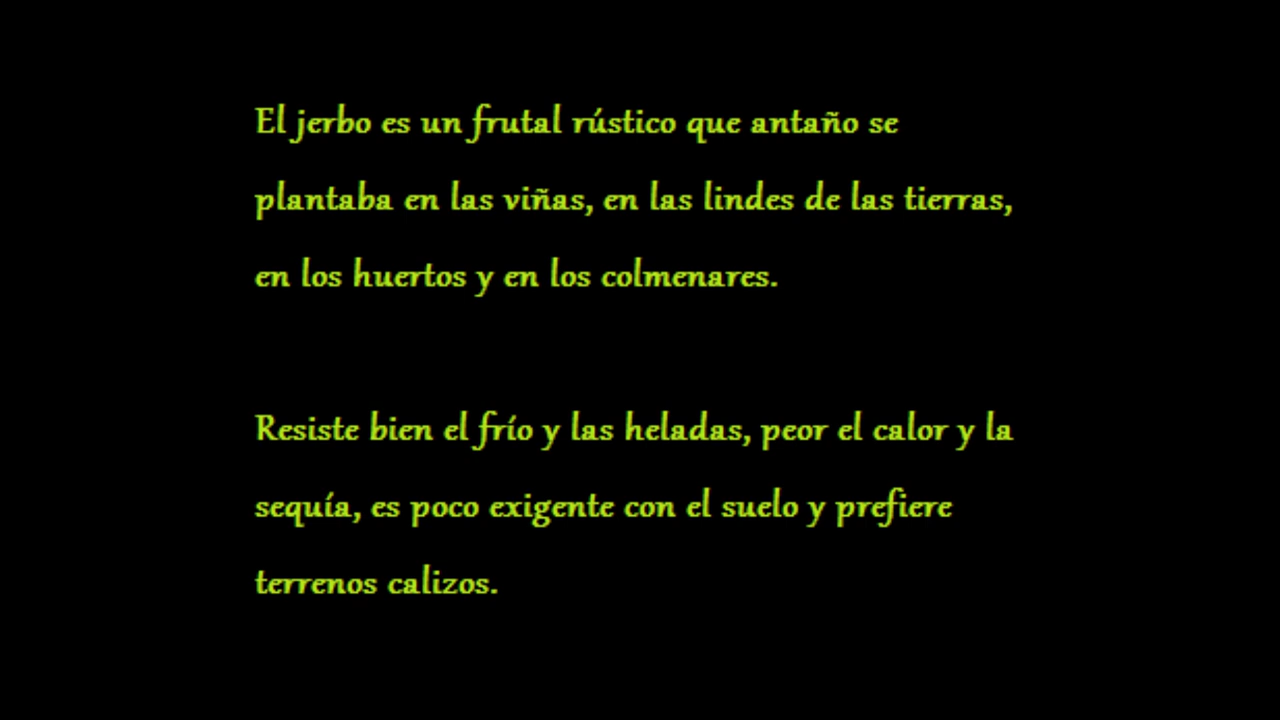 El jerbo es un frutal rústico que antaño se
plantaba en las viñas, en las lindes de las tierras,
en los huertos y en los colmenares.
Resiste bien el frío y las heladas, peor el calor y la
sequía, es poco exigente con el suelo y prefiere
terrenos calizos.